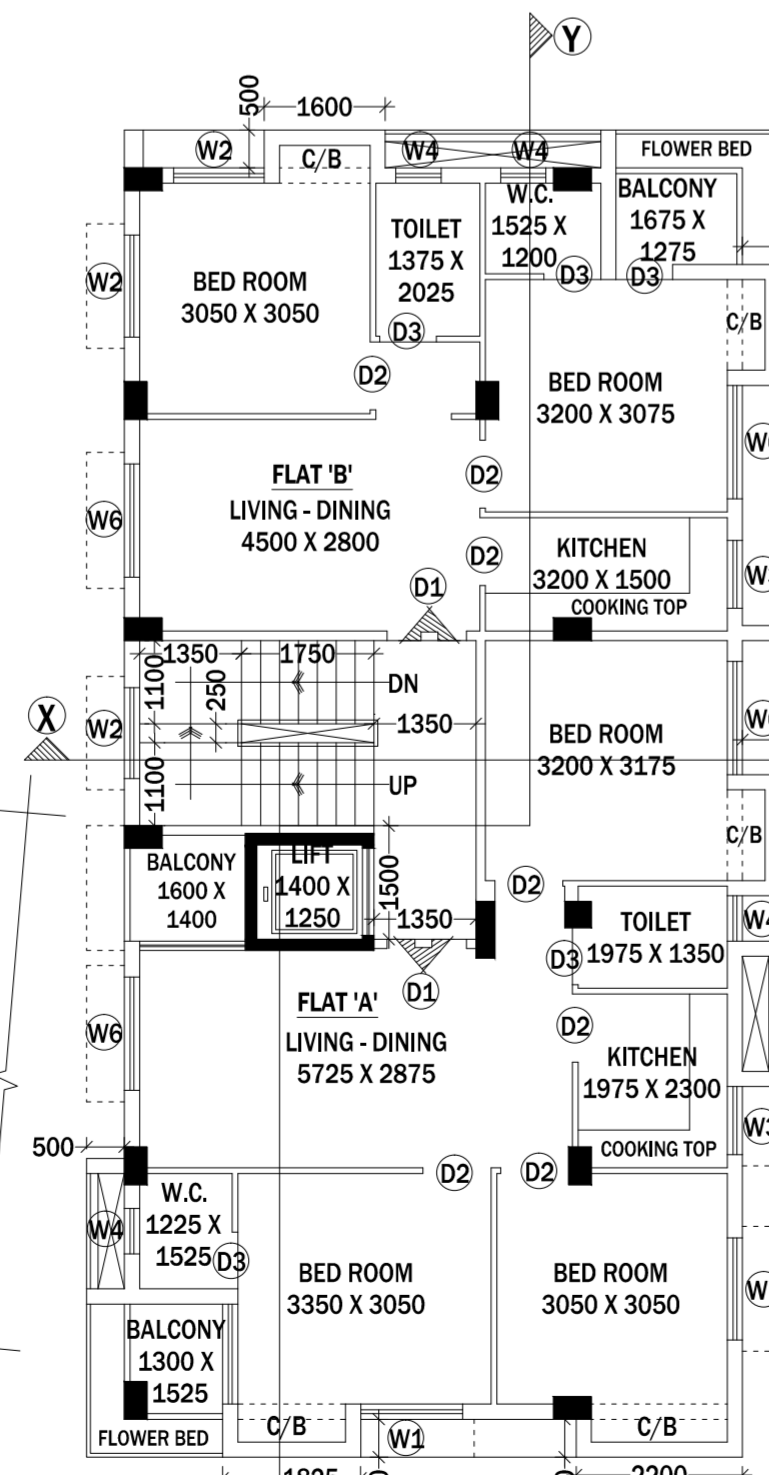 Y
500
1600
W2
C/B
W4
W4
FLOWER BED
W.C.
1525 X
1200
BALCONY
1675 X
1275
TOILET
1375 X
2025
W2
BED ROOM
3050 X 3050
D3
D3
C/B
D3
D2
BED ROOM
3200 X 3075
FLAT 'B'
LIVING - DINING
4500 X 2800
W6
D2
D2
KITCHEN
3200 X 1500
COOKING TOP
D1
1350
1750
1100
250
DN
X
W2
1350
BED ROOM
3200 X 3175
1100
UP
C/B
BALCONY
1600 X
1400
LIFT
1400 X
1250
1500
1350
D2
TOILET
1975 X 1350
W4
D3
D1
FLAT 'A'
LIVING - DINING
5725 X 2875
W6
D2
KITCHEN
1975 X 2300
COOKING TOP
W3
500
D2
D2
W.C.
1225 X
1525
W4
D3
BED ROOM
3350 X 3050
BED ROOM
3050 X 3050
BALCONY
1300 X
1525
FLOWER BED
C/B
W1
C/B
1825
2200